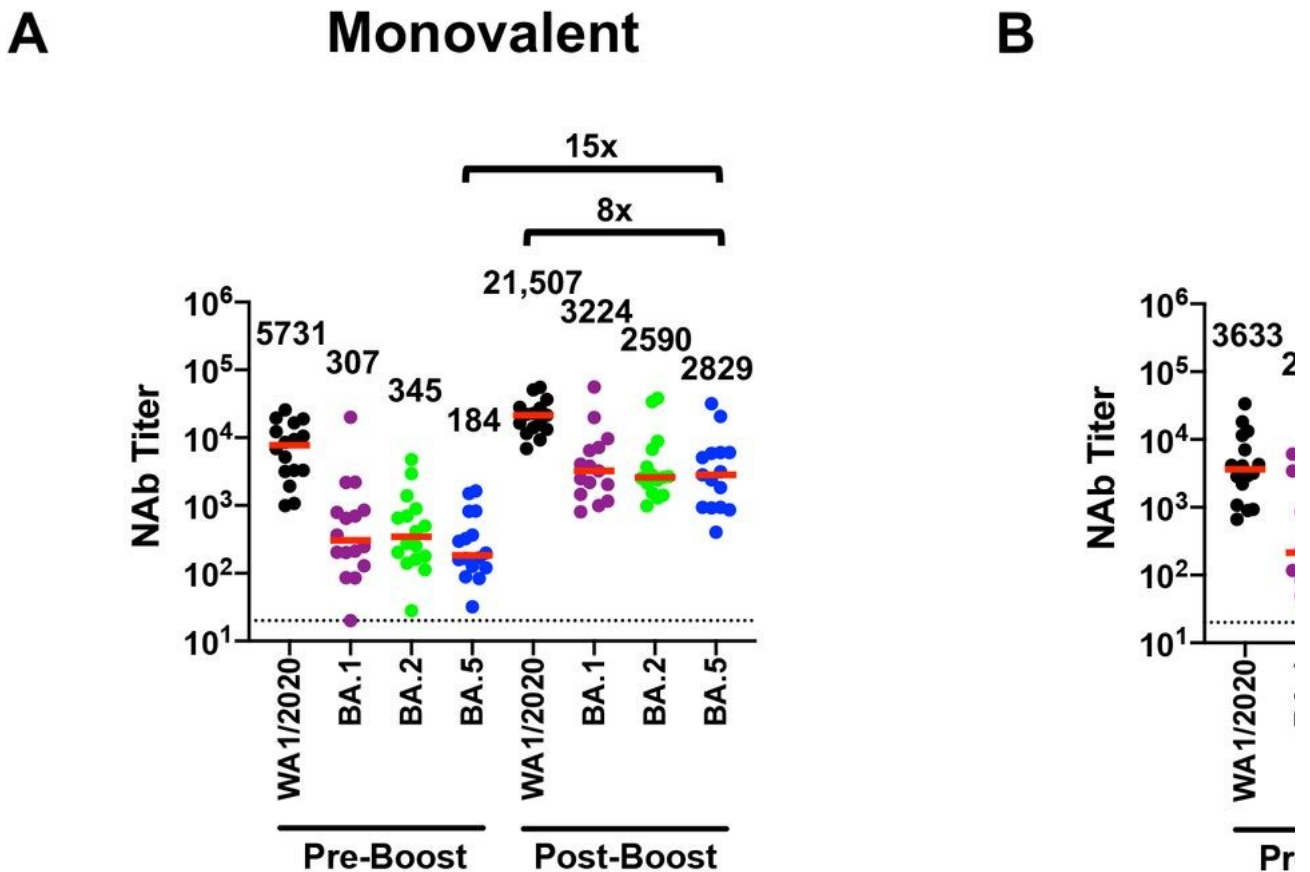 A
Monovalent
B
15x
8x
21,507
3224
2590
2829
5731
307
345
184
10⁶
10⁵
10⁴
10³
10²
10¹
NAb Titer
WA1/2020
BA.1
BA.2
BA.5
WA1/2020
BA.1
BA.2
BA.5
Pre-Boost
Post-Boost
3633
2
10⁶
10⁵
10⁴
10³
10²
10¹
NAb Titer
WA1/2020
Pr